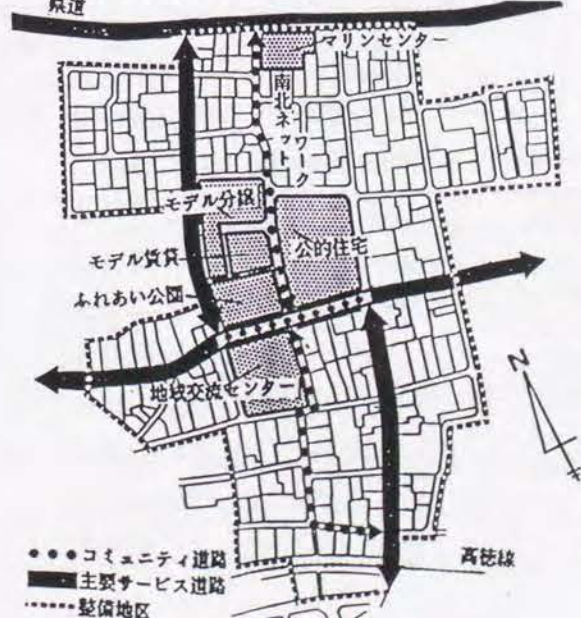 県道
マリンセンター
南北ネットワーク
モデル分譲
モデル賃貸
公的住宅
ふれあい公園
地域交流センター
N
コミュニティ道路
主要サービス道路
整備地区
高徳線